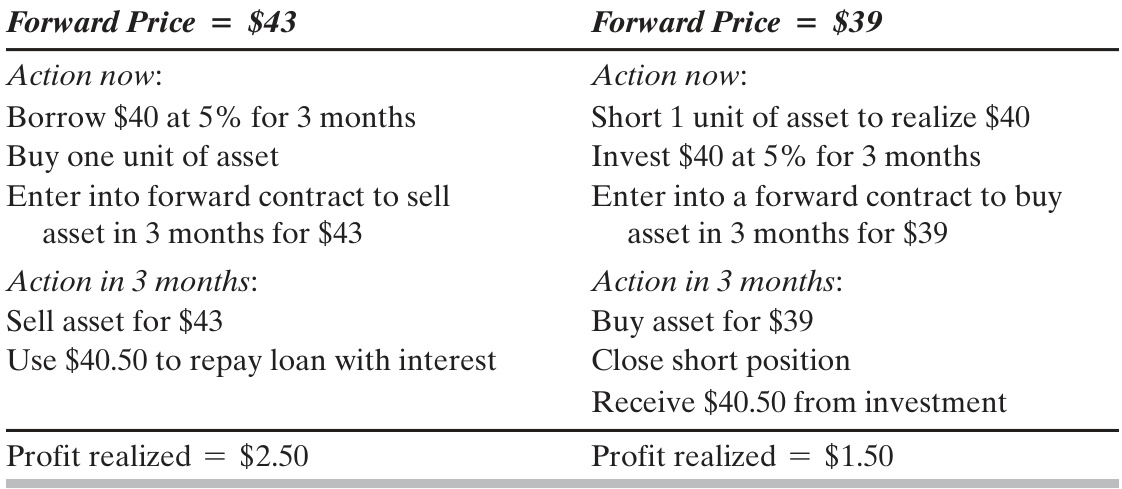 Forward Price = $43
Action now:
Borrow $40 at 5% for 3 months
Buy one unit of asset
Enter into forward contract to sell
asset in 3 months for $43
Action in 3 months:
Sell asset for $43
Use $40.50 to repay loan with interest
Profit realized = $2.50
Forward Price = $39
Action now:
Short 1 unit of asset to realize $40
Invest $40 at 5% for 3 months
Enter into a forward contract to buy
asset in 3 months for $39
Action in 3 months:
Buy asset for $39
Close short position
Receive $40.50 from investment
Profit realized = $1.50